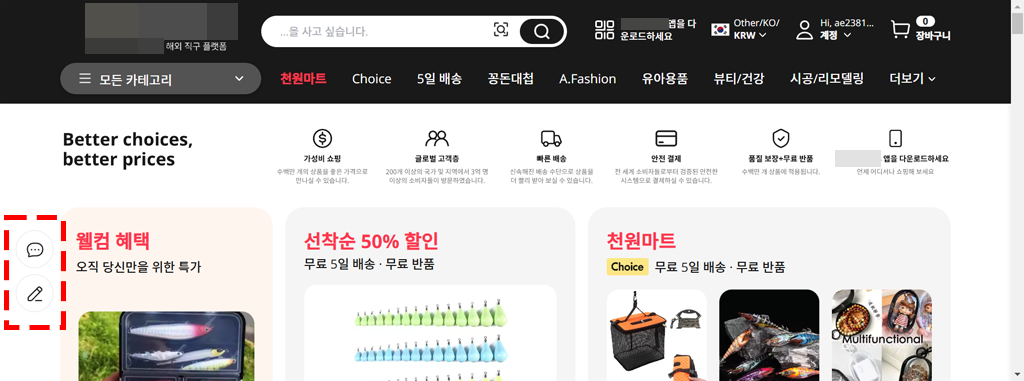 해외 직구 플랫폼
...을 사고 싶습니다.
앱을 다
운로드하세요
Other/KO/
KRW
Hi, ae2381...
계정
0
장바구니
모든 카테고리
천원마트
Choice
5일 배송
꽁돈대첩
A.Fashion
유아용품
뷰티/건강
시공/리모델링
더보기
Better choices,
better prices
가성비 쇼핑
수백만 개의 상품을 좋은 가격으로
만나실 수 있습니다.
글로벌 고객층
200개 이상의 국가 및 지역에서 3억 명
이상의 소비자들이 방문하였습니다.
빠른 배송
신속해진 배송 수단으로 상품을
더 빨리 받아 보실 수 있습니다.
안전 결제
전 세계 소비자들로부터 검증된 안전한
시스템으로 결제하실 수 있습니다.
품질 보장+무료 반품
수백만 개 상품에 적용됩니다.
앱을 다운로드하세요
언제 어디서나 쇼핑해 보세요
웰컴 혜택
오직 당신만을 위한 특가
선착순 50% 할인
무료 5일 배송 · 무료 반품
천원마트
Choice 무료 5일 배송 · 무료 반품
Multifunctional